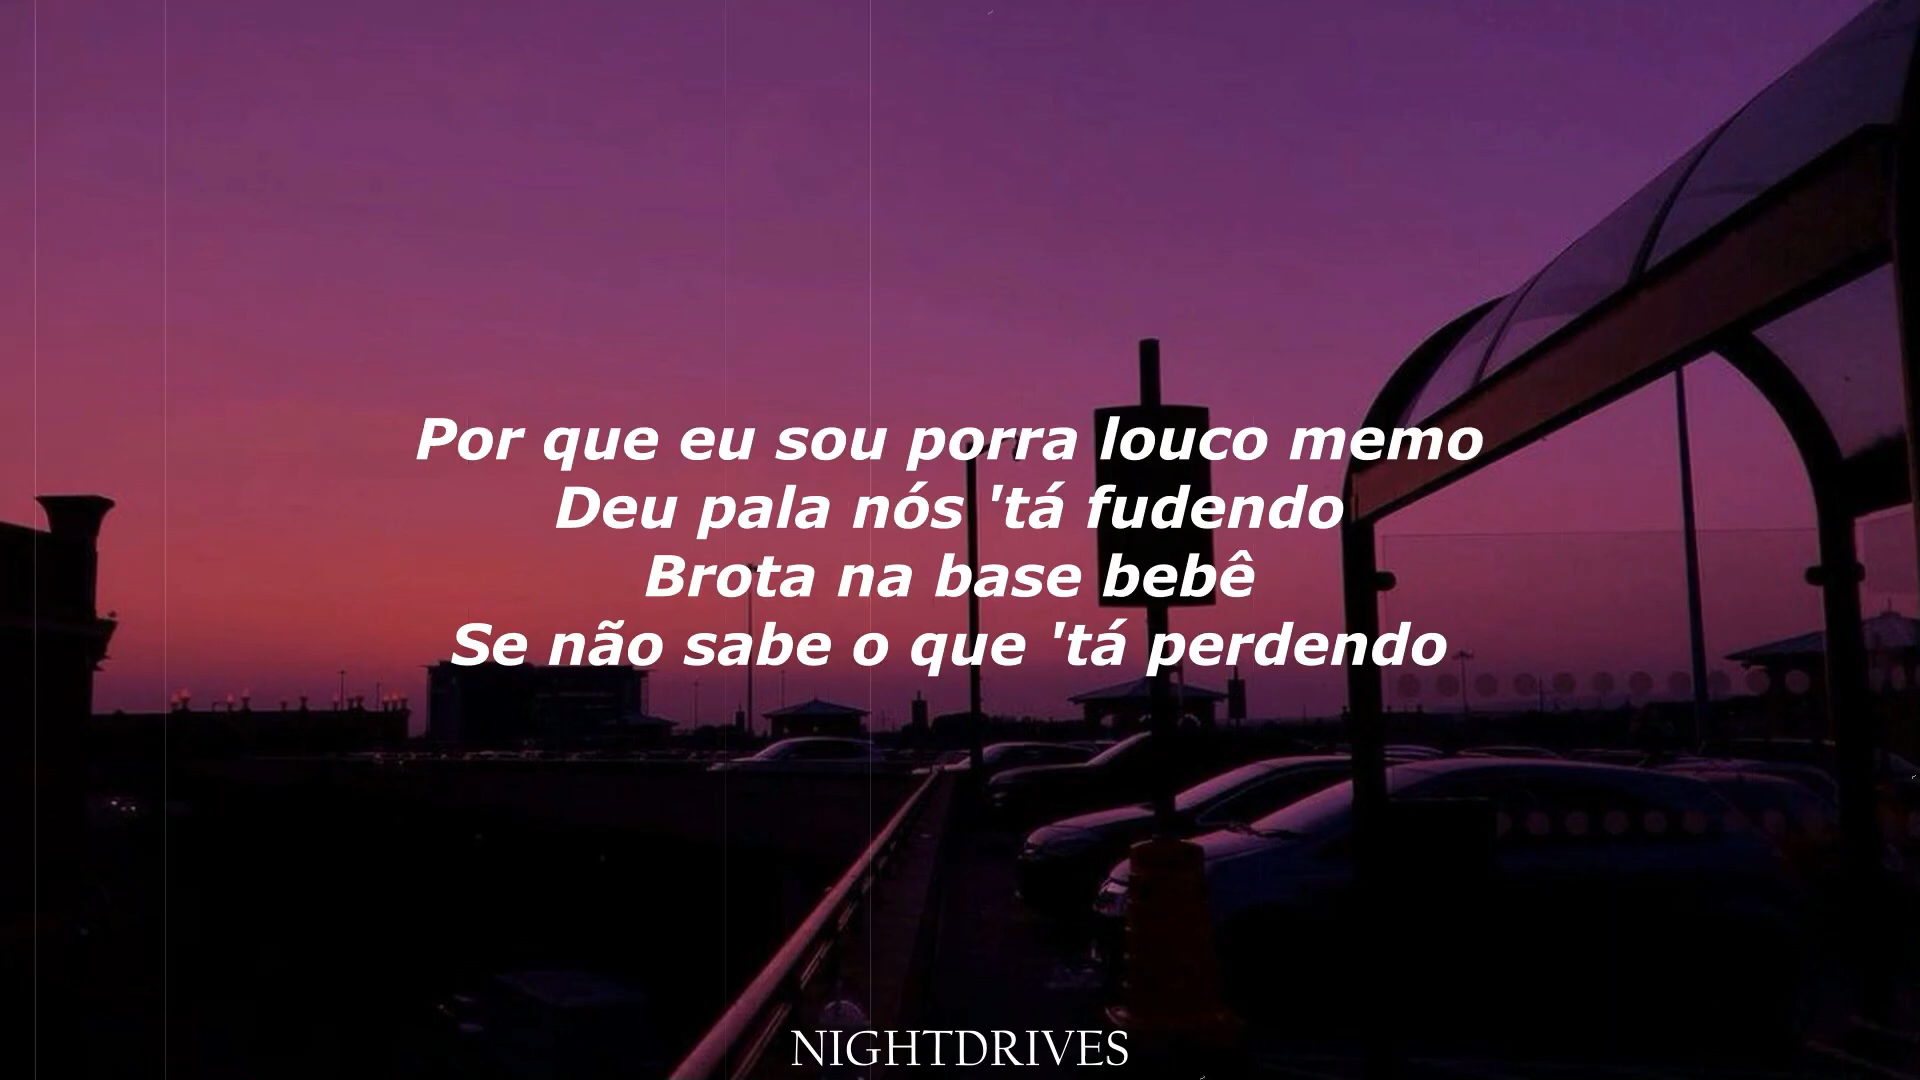 Por que eu sou porra louco memo
Deu pala nós 'tá fudendo
Brota na base bebê
Se não sabe o que 'tá perdendo
NIGHTDRIVES